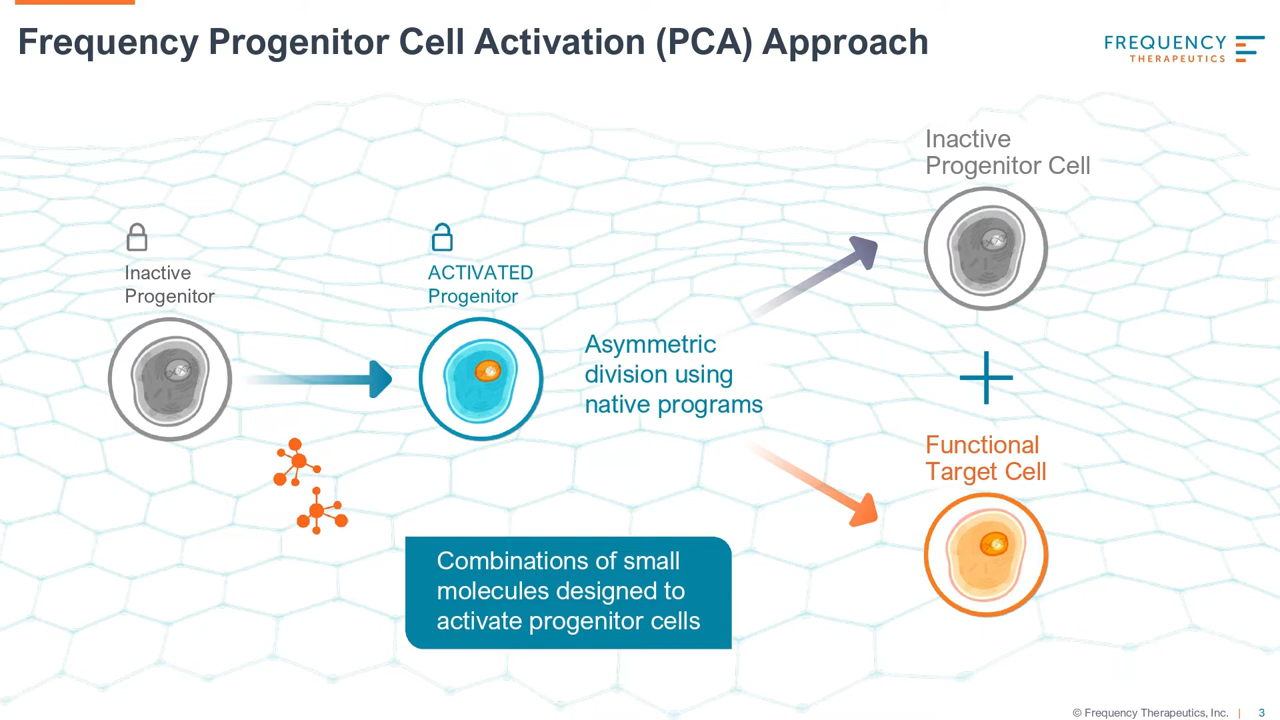 Frequency Progenitor Cell Activation (PCA) Approach
FREQUENCY
THERAPEUTICS
Inactive
Progenitor
ACTIVATED
Progenitor
Asymmetric
division using
native programs
Inactive
Progenitor Cell
Functional
Target Cell
Combinations of small
molecules designed to
activate progenitor cells
© Frequency Therapeutics, Inc. | 3